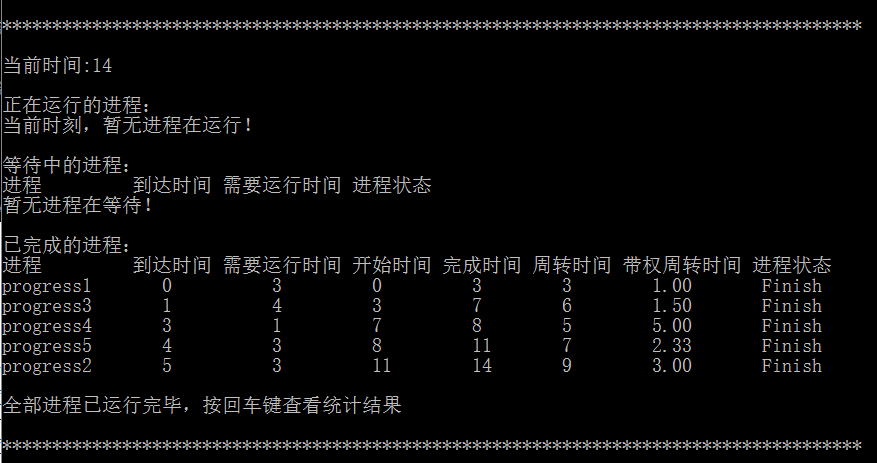 **************************************************************************************
当前时间:14
正在运行的进程：
当前时刻，暂无进程在运行！
等待中的进程：
进程 到达时间 需要运行时间 进程状态
暂无进程在等待！
已完成的进程：
进程 到达时间 需要运行时间 开始时间 完成时间 周转时间 带权周转时间 进程状态
progress1 0 3 0 3 3 1.00 Finish
progress3 1 4 3 7 6 1.50 Finish
progress4 3 1 7 8 5 5.00 Finish
progress5 4 3 8 11 7 2.33 Finish
progress2 5 3 11 14 9 3.00 Finish
全部进程已运行完毕，按回车键查看统计结果
**************************************************************************************